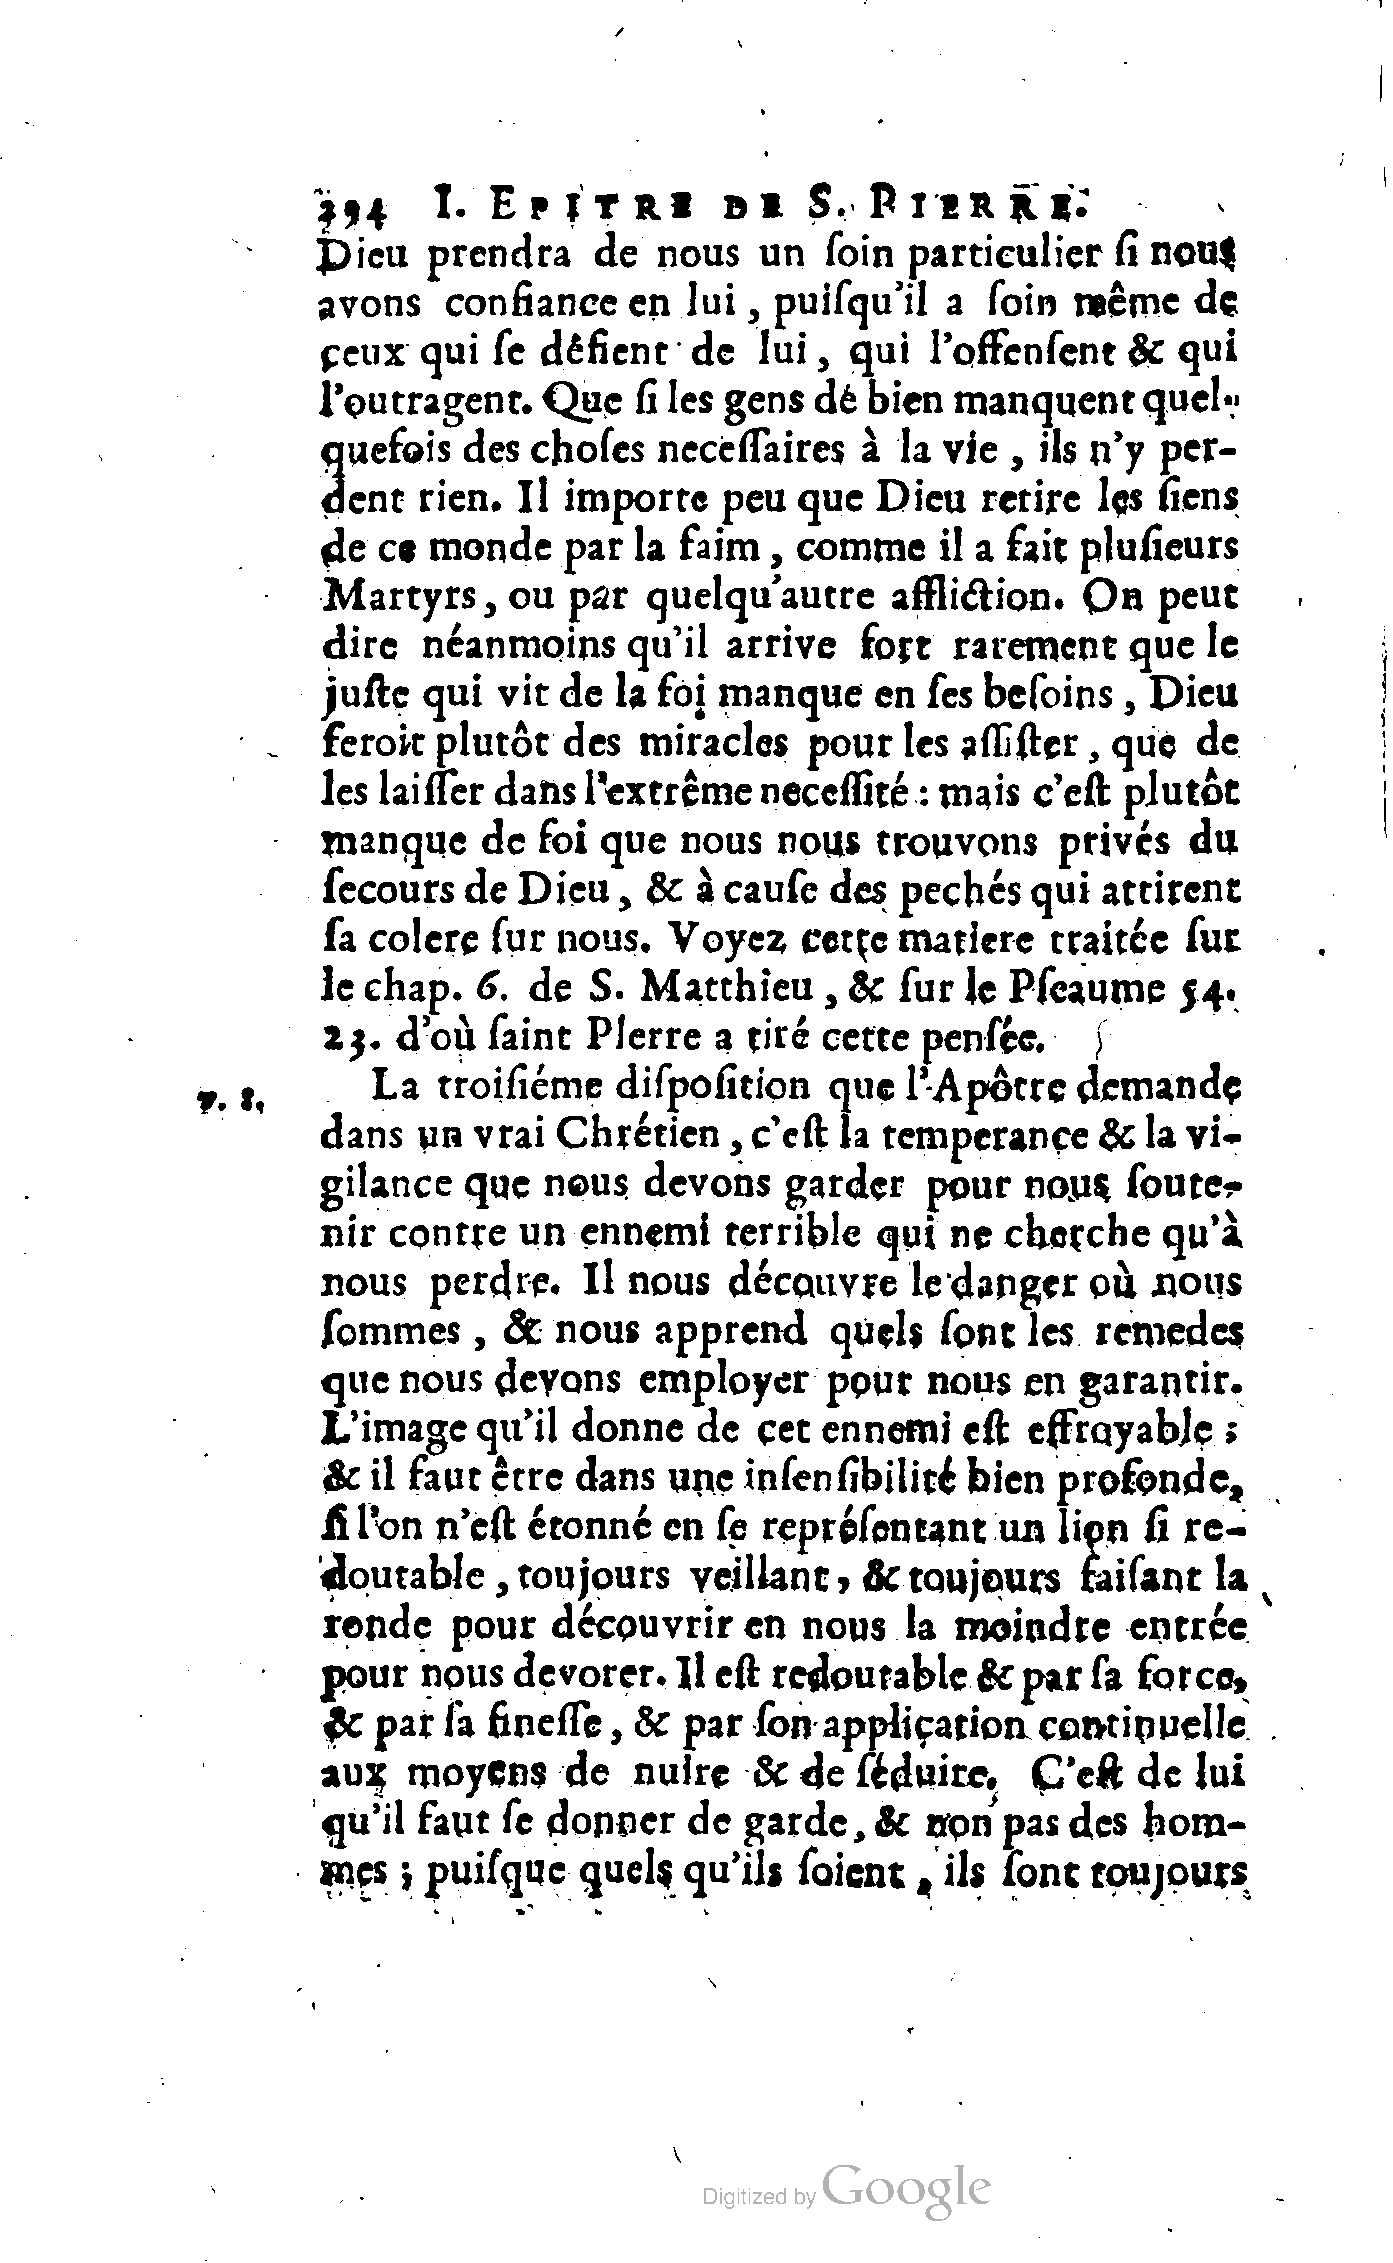 394 I. EPITRE DE S. PIERRE.
Dieu prendra de nous un ſoin particulier ſi nous
avons confiance en lui, puiſqu'il a ſoin même de
ceux qui ſe défient de lui, qui l'offenſent & qui
l'outragent. Que ſi les gens dé bien manquent quel-
quefois des choſes neceſſaires à la vie, ils n'y per-
dent rien. Il importe peu que Dieu retire les ſiens
de ce monde par la faim, comme il a fait pluſieurs
Martyrs, ou par quelqu'autre affliction. On peut
dire néanmoins qu'il arrive fort rarement que le
juſte qui vit de la foi manque en ſes beſoins, Dieu
feroit plutôt des miracles pour les aſſiſter, que de
les laiſſer dans l'extrême neceſſité : mais c'eſt plutôt
manque de foi que nous nous trouvons privés du
ſecours de Dieu, & à cauſe des pechés qui attirent
ſa colere ſur nous. Voyez cette matiere traitée ſur
le chap. 6. de S. Matthieu, & ſur le Pſeaume 54.
23. d'où ſaint Pierre a tiré cette penſée.
v. 8. La troiſiéme diſpoſition que l'Apôtre demande
dans un vrai Chrétien, c'eſt la temperance & la vi-
gilance que nous devons garder pour nous ſoute-
nir contre un ennemi terrible qui ne cherche qu'à
nous perdre. Il nous découvre le danger où nous
ſommes, & nous apprend quels ſont les remedes
que nous devons employer pour nous en garantir.
L'image qu'il donne de cet ennemi eſt effroyable ;
& il faut être dans une inſenſibilité bien profonde,
ſi l'on n'eſt étonné en ſe repréſentant un lion ſi re-
doutable, toujours veillant, & toujours faiſant la
ronde pour découvrir en nous la moindre entrée
pour nous devorer. Il eſt redoutable & par ſa force,
& par ſa fineſſe, & par ſon application continuelle
aux moyens de nuire & de ſéduire. C'eſt de lui
qu'il faut ſe donner de garde, & non pas des hom-
mes ; puiſque quels qu'ils ſoient, ils ſont toujours
Digitized by Google